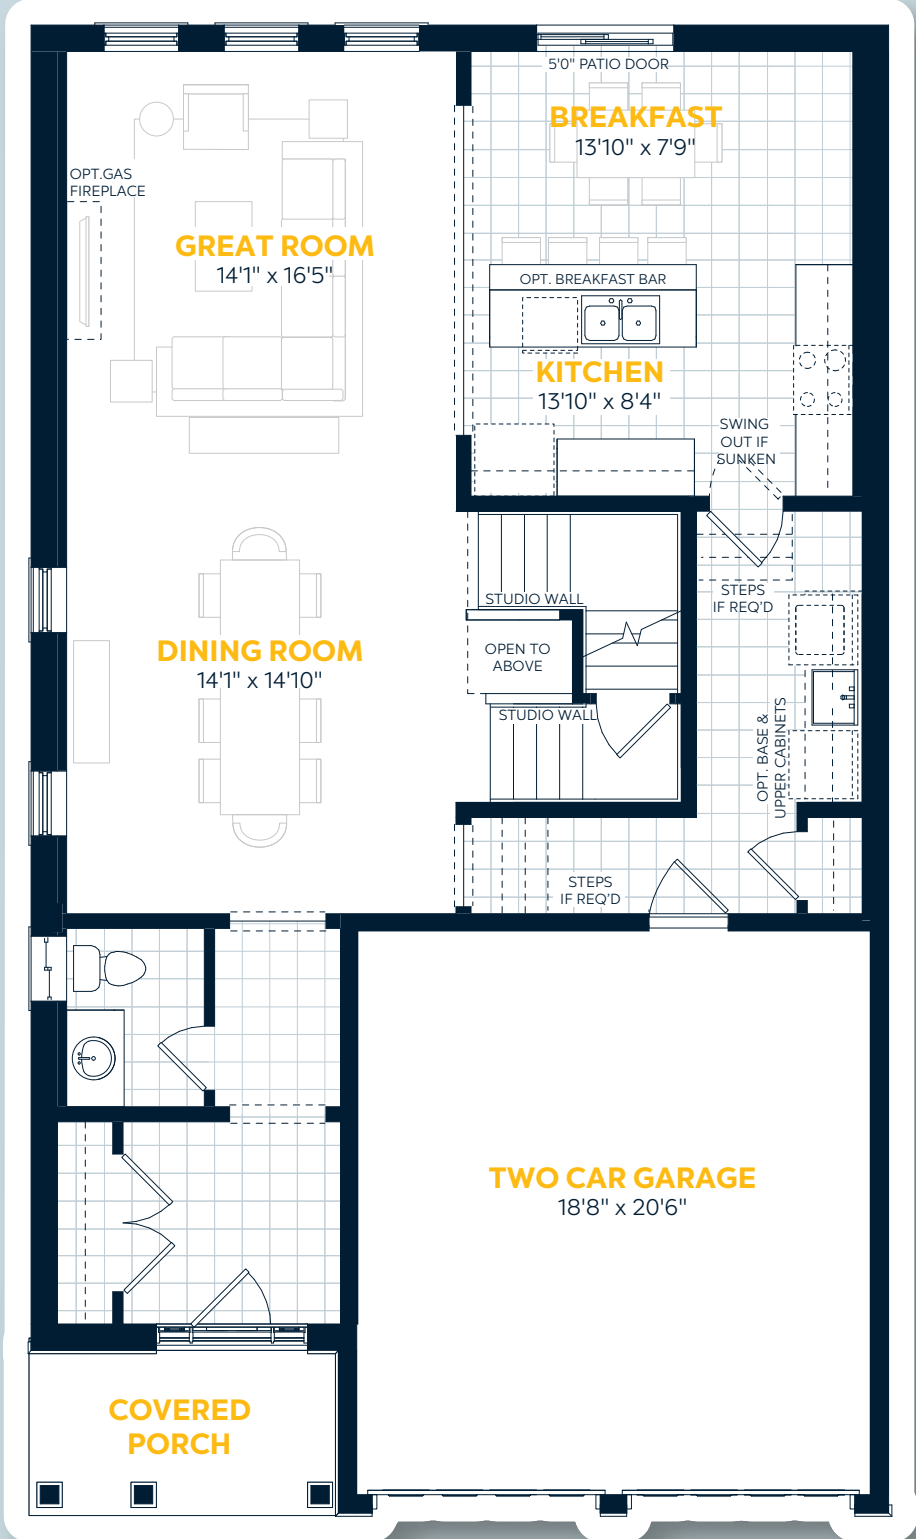 5'0" PATIO DOOR
BREAKFAST
13'10" x 7'9"
OPT.GAS
FIREPLACE
GREAT ROOM
14'1" x 16'5"
OPT. BREAKFAST BAR
KITCHEN
13'10" x 8'4"
SWING
OUT IF
SUNKEN
STEPS
IF REQ'D
STUDIO WALL
OPEN TO
ABOVE
STUDIO WALL
DINING ROOM
14'1" x 14'10"
OPT. BASE &
UPPER CABINETS
STEPS
IF REQ'D
TWO CAR GARAGE
18'8" x 20'6"
COVERED
PORCH